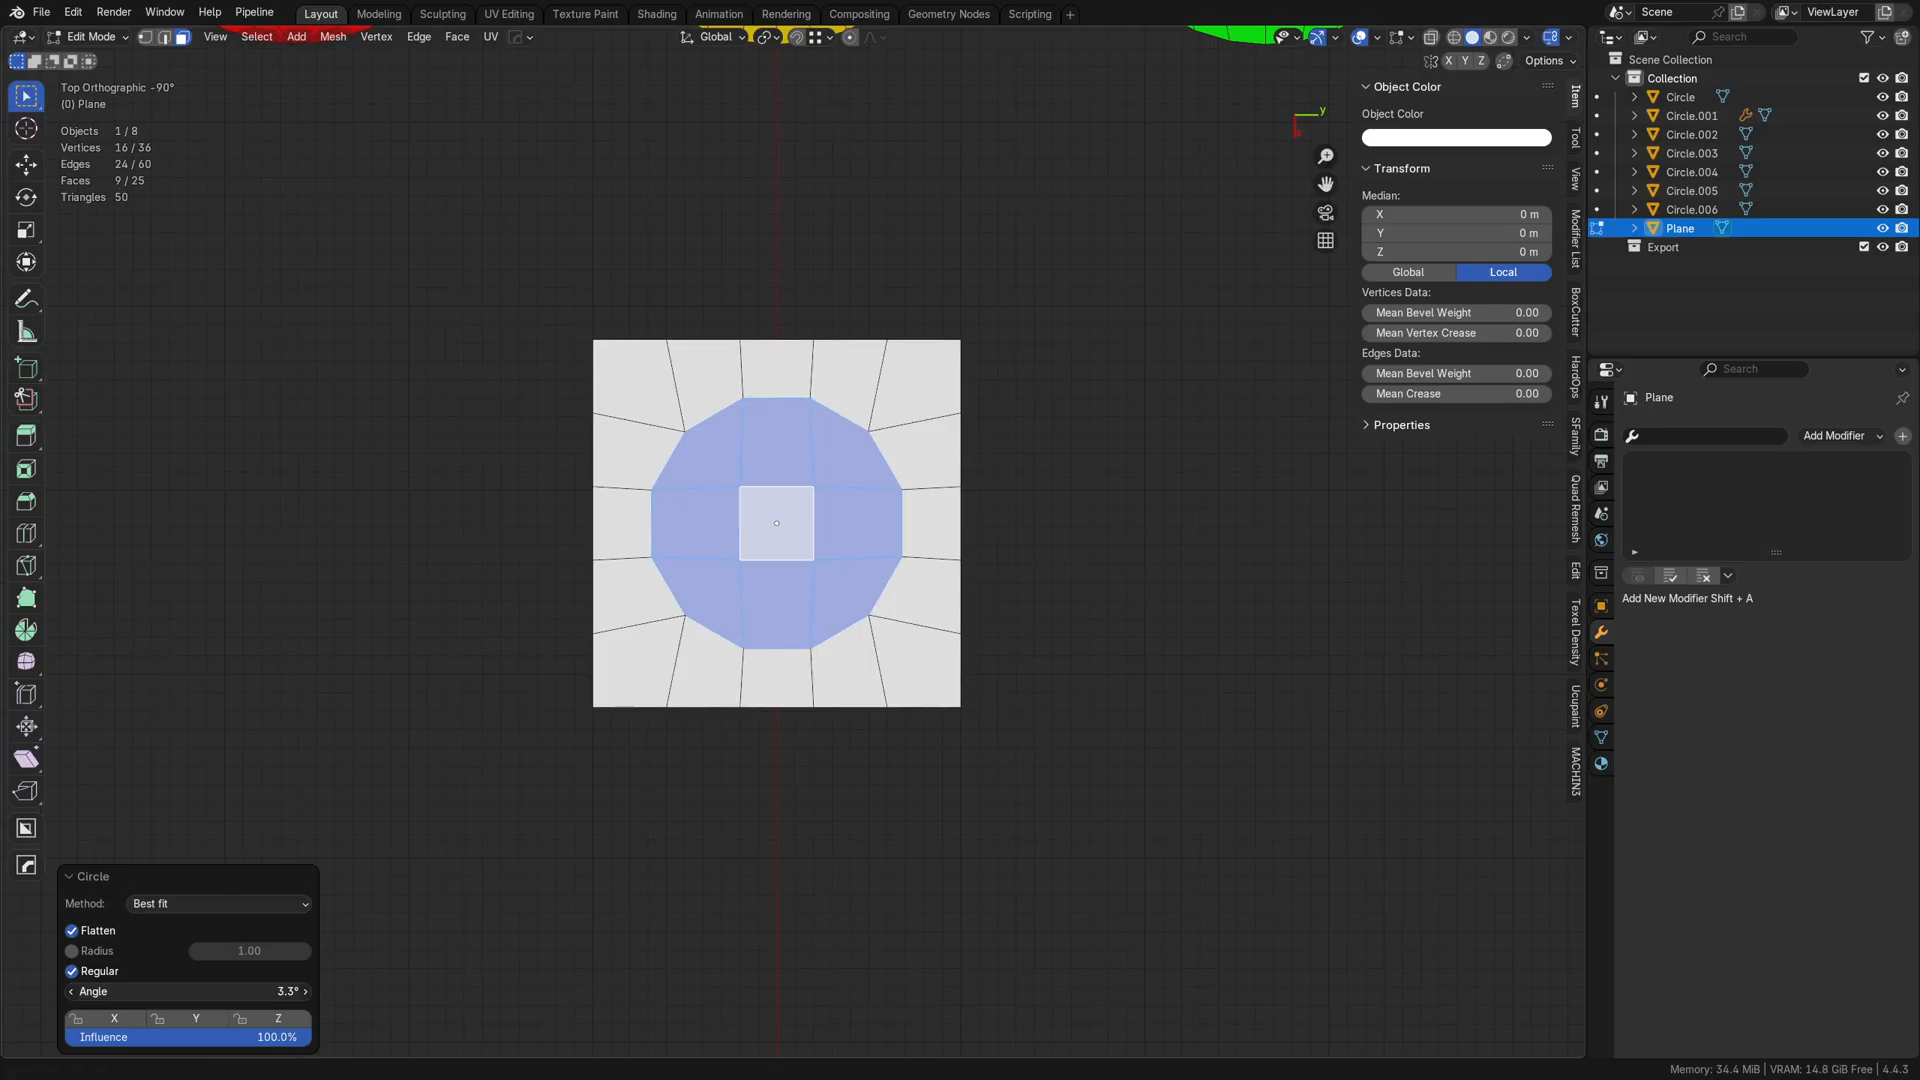 File Edit Render Window Help Pipeline Layout Modeling Sculpting UV Editing Texture Paint Shading Animation Rendering Compositing Geometry Nodes Scripting + Scene ViewLayer
Edit Mode View Select Add Mesh Vertex Edge Face UV Global Search
X Y Z Options
Top Orthographic -90°
(0) Plane
Objects 1 / 8
Vertices 16 / 36
Edges 24 / 60
Faces 9 / 25
Triangles 50
Y
X
Object Color
Object Color
Transform
Median:
X 0 m
Y 0 m
Z 0 m
Global Local
Vertices Data:
Mean Bevel Weight 0.00
Mean Vertex Crease 0.00
Edges Data:
Mean Bevel Weight 0.00
Mean Crease 0.00
Properties
Item
Tool
View
Modifier List
BoxCutter
HardOps
SFamily
Quad Remesh
Edit
Texel Density
Ucupaint
MACHIN3
Scene Collection
Collection
Circle
Circle.001
Circle.002
Circle.003
Circle.004
Circle.005
Circle.006
Plane
Export
Search
Plane
Add Modifier
Add New Modifier Shift + A
Circle
Method: Best fit
Flatten
Radius 1.00
Regular
Angle 3.3°
X Y Z
Influence 100.0%
Memory: 34.4 MiB | VRAM: 14.8 GiB Free | 4.4.3